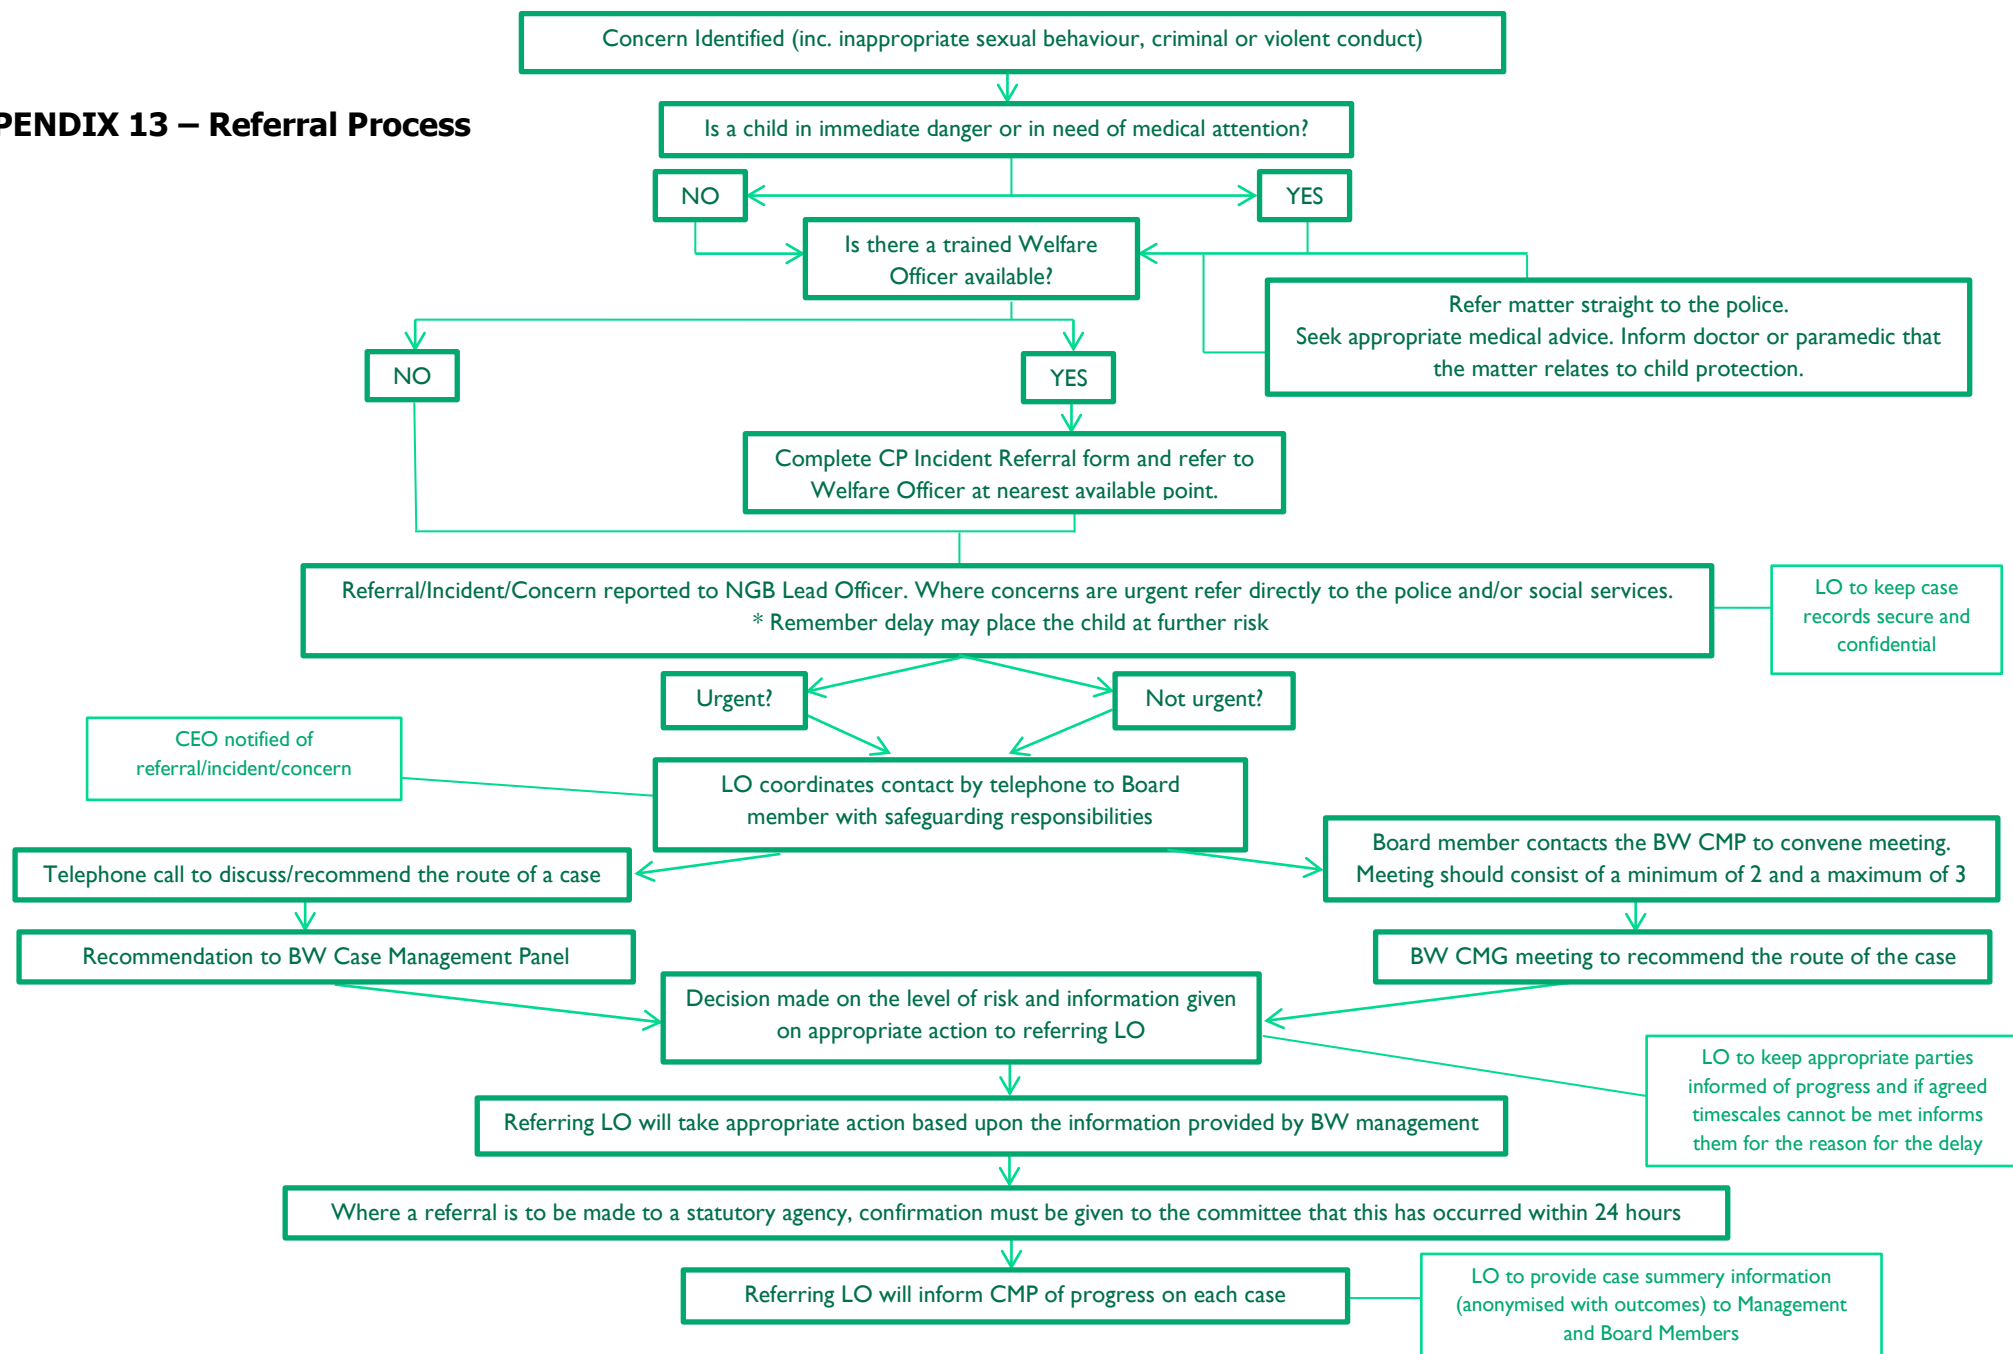 Concern Identified (inc. inappropriate sexual behaviour, criminal or violent conduct)
PENDIX 13 – Referral Process
Is a child in immediate danger or in need of medical attention?
NO
YES
Is there a trained Welfare
Officer available?
Refer matter straight to the police.
Seek appropriate medical advice. Inform doctor or paramedic that
the matter relates to child protection.
NO
YES
Complete CP Incident Referral form and refer to
Welfare Officer at nearest available point.
Referral/Incident/Concern reported to NGB Lead Officer. Where concerns are urgent refer directly to the police and/or social services.
* Remember delay may place the child at further risk
LO to keep case
records secure and
confidential
Urgent?
Not urgent?
CEO notified of
referral/incident/concern
LO coordinates contact by telephone to Board
member with safeguarding responsibilities
Telephone call to discuss/recommend the route of a case
Board member contacts the BW CMP to convene meeting.
Meeting should consist of a minimum of 2 and a maximum of 3
Recommendation to BW Case Management Panel
BW CMG meeting to recommend the route of the case
Decision made on the level of risk and information given
on appropriate action to referring LO
LO to keep appropriate parties
informed of progress and if agreed
timescales cannot be met informs
them for the reason for the delay
Referring LO will take appropriate action based upon the information provided by BW management
Where a referral is to be made to a statutory agency, confirmation must be given to the committee that this has occurred within 24 hours
Referring LO will inform CMP of progress on each case
LO to provide case summery information
(anonymised with outcomes) to Management
and Board Members